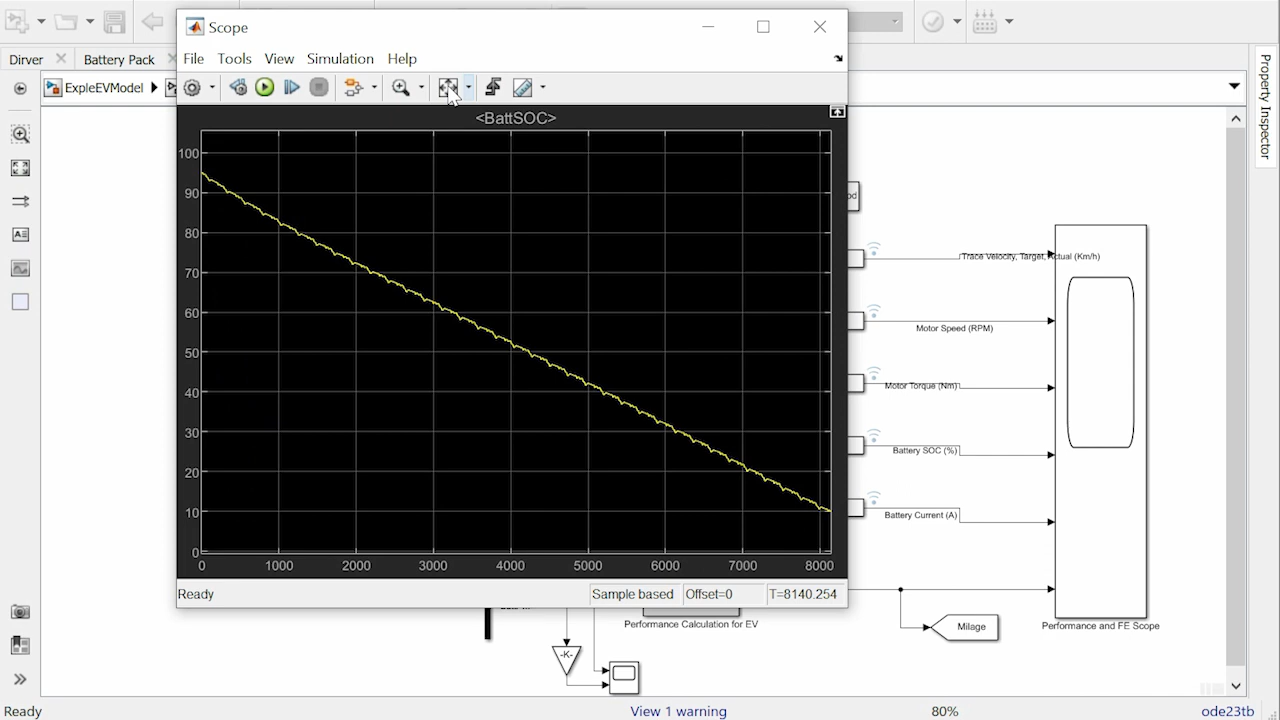 Scope
File Tools View Simulation Help
Dirver
Battery Pack
ExpleEVModel
Property Inspector
<BattSOC>
100
90
80
70
60
50
40
30
20
10
0
0 1000 2000 3000 4000 5000 6000 7000 8000
Ready
Sample based
Offset=0
T=8140.254
od
Trace Velocity, Target, Actual (Km/h)
Motor Speed (RPM)
Motor Torque (Nm)
Battery SOC (%)
Battery Current (A)
Milage
Performance Calculation for EV
Performance and FE Scope
-K-
Ready
View 1 warning
80%
ode23tb